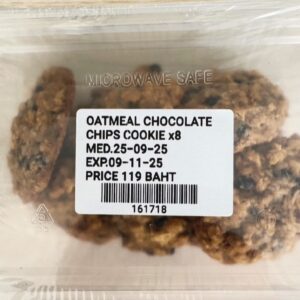 MICROWAVE SAFE
OATMEAL CHOCOLATE
CHIPS COOKIE x8
MED.25-09-25
EXP.09-11-25
PRICE 119 BAHT
161718